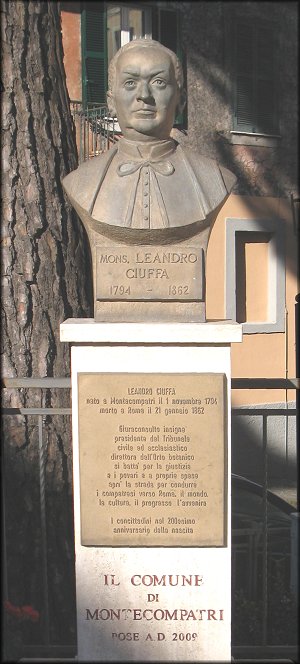 MONS. LEANDRO
CIUFFA
1794 - 1862
LEANDRO CIUFFA
nato a Montecompatri il 1 novembre 1794
morto a Roma il 21 gennaio 1862
Giureconsulto insigne
presidente del Tribunale
civile ed ecclesiastico
direttore dell'Orto botanico
si batté per la giustizia
e i poveri e a proprie spese
aprì la strada per condurre
i compatresi verso Roma, il mondo,
la cultura, il progresso l'avvenire
I concittadini nel 200esimo
anniversario della nascita
IL COMUNE
DI
MONTECOMPATRI
POSE A.D. 2009